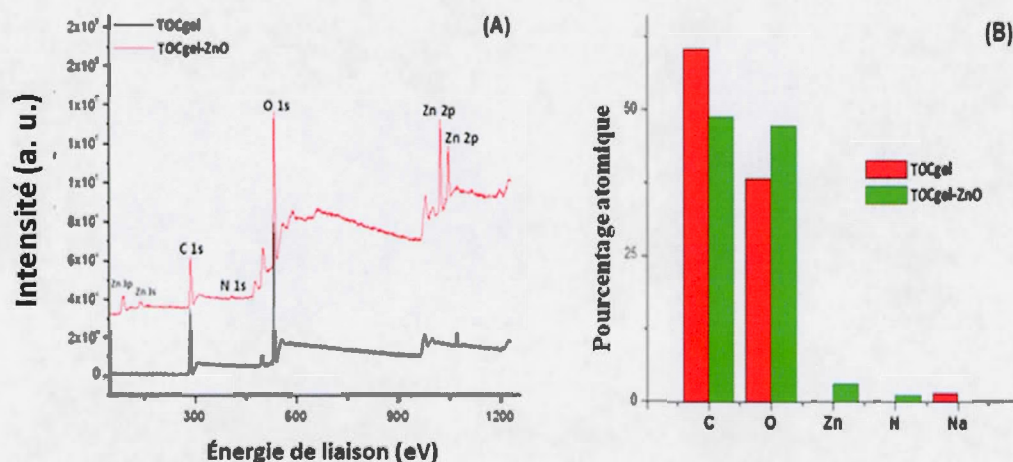 (A)
TOCgel
TOCgel-ZnO
Intensité (a. u.)
0
O 1s
C 1s
N 1s
Zn 3p
Zn 3s
Zn 2p
Zn 2p
300
600
900
1200
Énergie de liaison (eV)
(B)
TOCgel
TOCgel-ZnO
Pourcentage atomique
50
25
0
C O Zn N Na